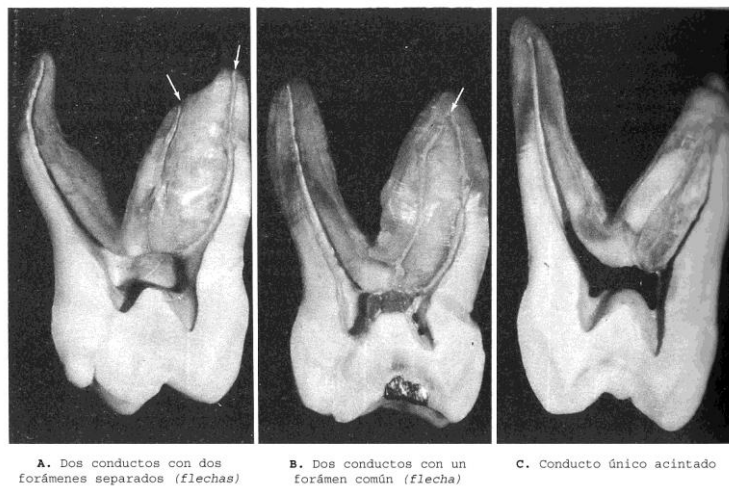 A. Dos conductos con dos
forámenes separados (flechas)
B. Dos conductos con un
forámen común (flecha)
C. Conducto único acintado